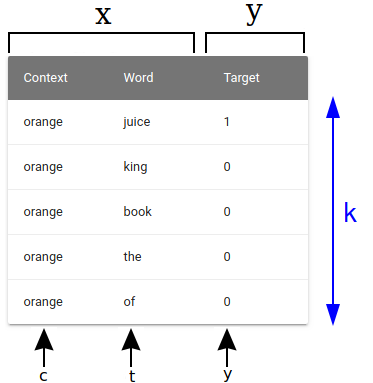 x y
Context Word Target
orange juice 1
orange king 0
orange book 0
k
orange the 0
orange of 0
c t y